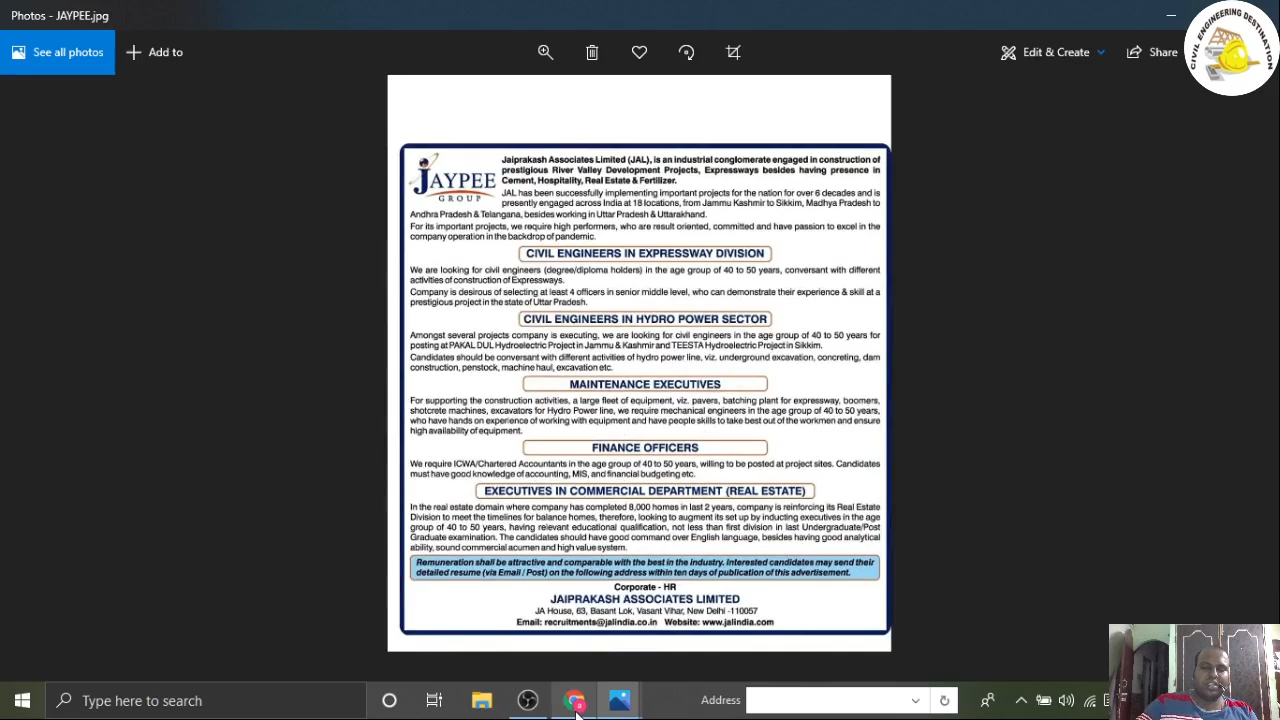 Photos - JAYPEE.jpg
See all photos
Add to
Edit & Create
Share
CIVIL ENGINEERING DESTINATION
JAYPEE
GROUP
Jaiprakash Associates Limited (JAL), is an industrial conglomerate engaged in construction of
prestigious River Valley Development Projects, Expressways besides having presence in
Cement, Hospitality, Real Estate & Fertilizer.
JAL has been successfully implementing important projects for the nation for over 6 decades and is
presently engaged across India at 18 locations, from Jammu Kashmir to Sikkim, Madhya Pradesh to
Andhra Pradesh & Telangana, besides working in Uttar Pradesh & Uttarakhand.
For its important projects, we require high performers, who are result oriented, committed and have passion to excel in the
company operation in the backdrop of pandemic.
CIVIL ENGINEERS IN EXPRESSWAY DIVISION
We are looking for civil engineers (degree/diploma holders) in the age group of 40 to 50 years, conversant with different
activities of construction of Expressways.
Company is desirous of selecting at least 4 officers in senior middle level, who can demonstrate their experience & skill at a
prestigious project in the state of Uttar Pradesh.
CIVIL ENGINEERS IN HYDRO POWER SECTOR
Amongst several projects company is executing, we are looking for civil engineers in the age group of 40 to 50 years for
posting at PAKAL DUL Hydroelectric Project in Jammu & Kashmir and TEESTA Hydroelectric Project in Sikkim.
Candidates should be conversant with different activities of hydro power line, viz. underground excavation, concreting, dam
construction, penstock, machine haul, excavation etc.
MAINTENANCE EXECUTIVES
For supporting the construction activities, a large fleet of equipment, viz. pavers, batching plant for expressway, boomers,
shotcrete machines, excavators for Hydro Power line, we require mechanical engineers in the age group of 40 to 50 years,
who have hands on experience of working with equipment and have people skills to take best out of the workmen and ensure
high availability of equipment.
FINANCE OFFICERS
We require ICWA/Chartered Accountants in the age group of 40 to 50 years, willing to be posted at project sites. Candidates
must have good knowledge of accounting, MIS, and financial budgeting etc.
EXECUTIVES IN COMMERCIAL DEPARTMENT (REAL ESTATE)
In the real estate domain where company has completed 8,000 homes in last 2 years, company is reinforcing its Real Estate
Division to meet the timelines for balance homes, therefore, looking to augment its set up by inducting executives in the age
group of 40 to 50 years, having relevant educational qualification, not less than first division in last Undergraduate/Post
Graduate examination. The candidates should have good command over English language, besides having good analytical
ability, sound commercial acumen and high value system.
Remuneration shall be attractive and comparable with the best in the industry. Interested candidates may send their
detailed resume (via Email / Post) on the following address within ten days of publication of this advertisement.
Corporate - HR
JAIPRAKASH ASSOCIATES LIMITED
JA House, 63, Basant Lok, Vasant Vihar, New Delhi -110057
Email: recruitments@jalindia.co.in Website: www.jalindia.com
Type here to search
Address